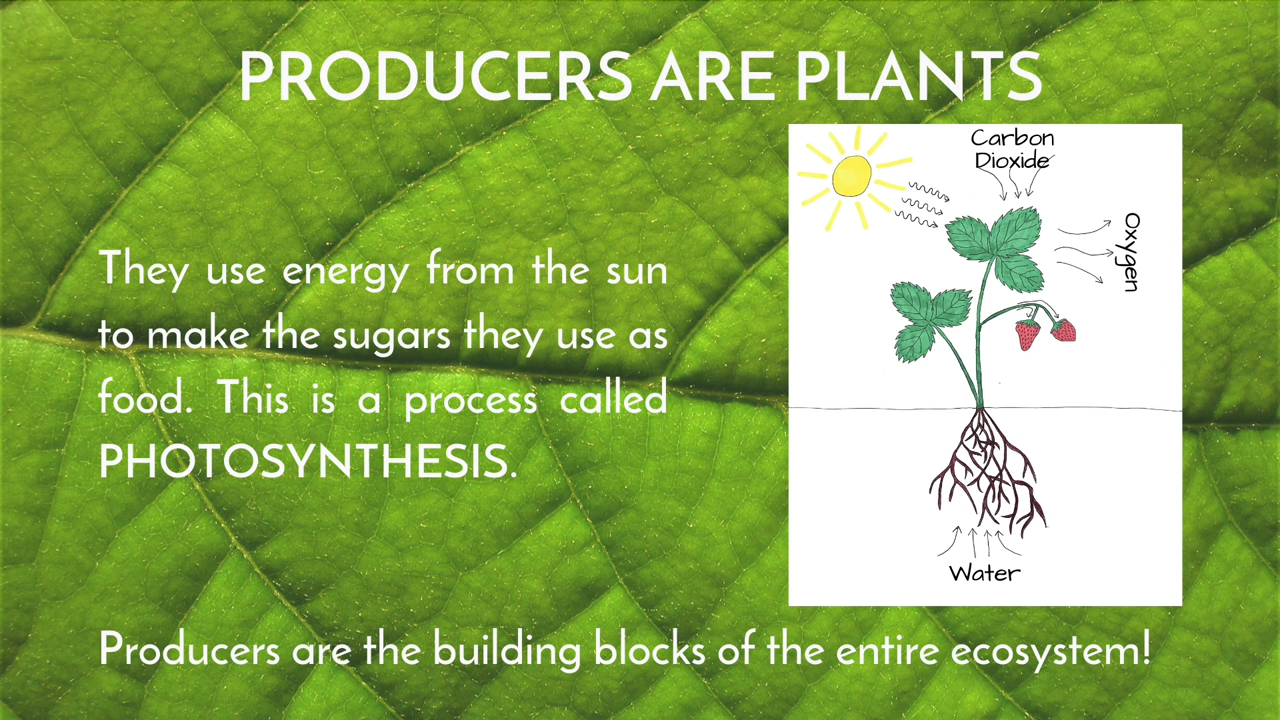 PRODUCERS ARE PLANTS
They use energy from the sun
to make the sugars they use as
food. This is a process called
PHOTOSYNTHESIS.
Carbon
Dioxide
Oxygen
Water
Producers are the building blocks of the entire ecosystem!